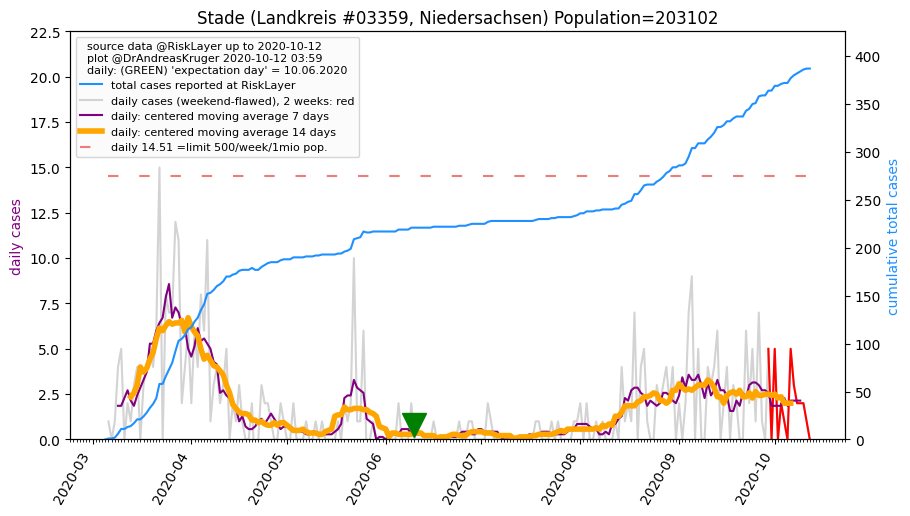 Stade (Landkreis #03359, Niedersachsen) Population=203102
source data @RiskLayer up to 2020-10-12
plot @DrAndreasKruger 2020-10-12 03:59
daily: (GREEN) 'expectation day' = 10.06.2020
total cases reported at RiskLayer
daily cases (weekend-flawed), 2 weeks: red
daily: centered moving average 7 days
daily: centered moving average 14 days
daily 14.51 =limit 500/week/1mio pop.
daily cases
22.5
20.0
17.5
15.0
12.5
10.0
7.5
5.0
2.5
0.0
2020-03
2020-04
2020-05
2020-06
2020-07
2020-08
2020-09
2020-10
400
350
300
250
200
150
100
50
0
cumulative total cases